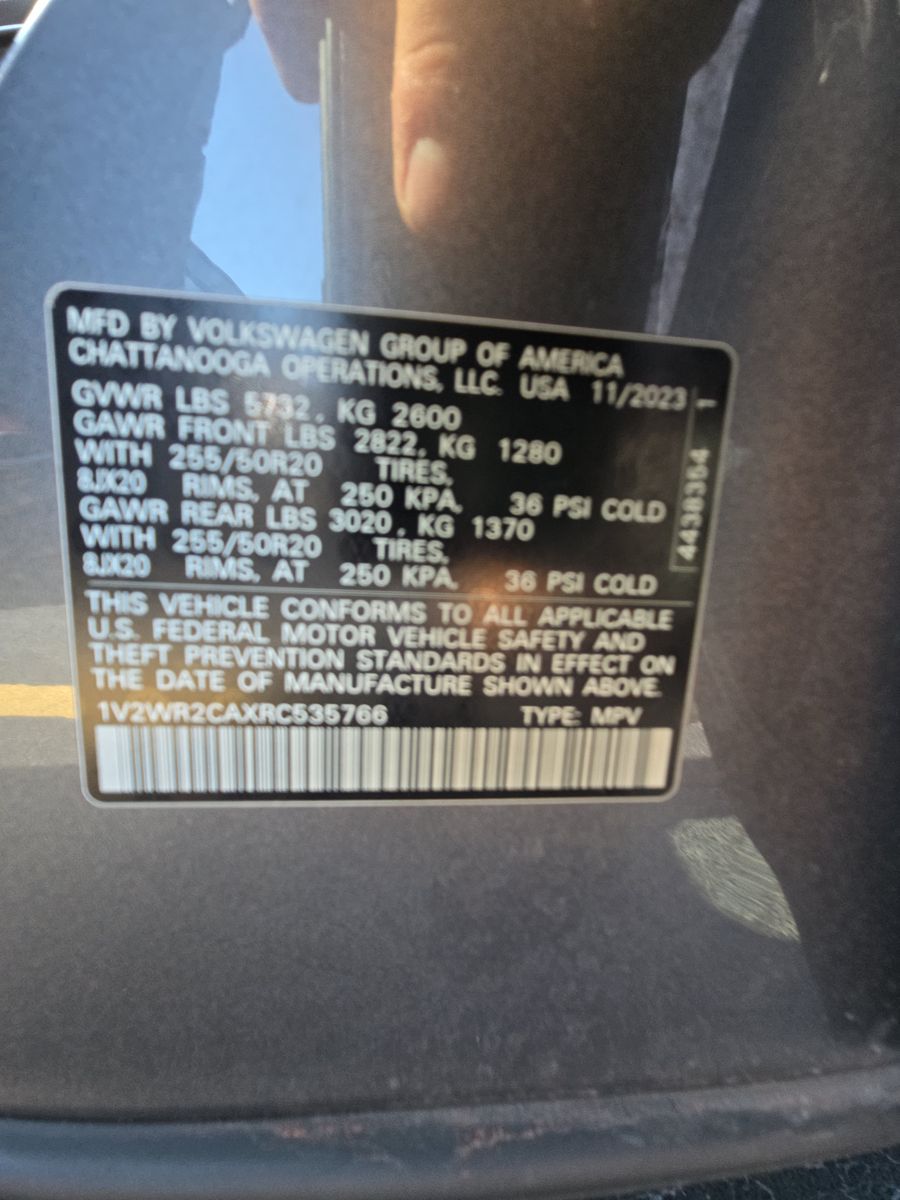 MFD BY VOLKSWAGEN GROUP OF AMERICA
CHATTANOOGA OPERATIONS, LLC. USA 11/2023
GVWR LBS 5732, KG 2600
GAWR FRONT LBS 2822, KG 1280
WITH 255/50R20 TIRES,
8JX20 RIMS, AT 250 KPA, 36 PSI COLD
GAWR REAR LBS 3020, KG 1370
WITH 255/50R20 TIRES,
8JX20 RIMS, AT 250 KPA, 36 PSI COLD
THIS VEHICLE CONFORMS TO ALL APPLICABLE
U.S. FEDERAL MOTOR VEHICLE SAFETY AND
THEFT PREVENTION STANDARDS IN EFFECT ON
THE DATE OF MANUFACTURE SHOWN ABOVE.
1V2WR2CAXRC535766 TYPE: MPV
4438354 1